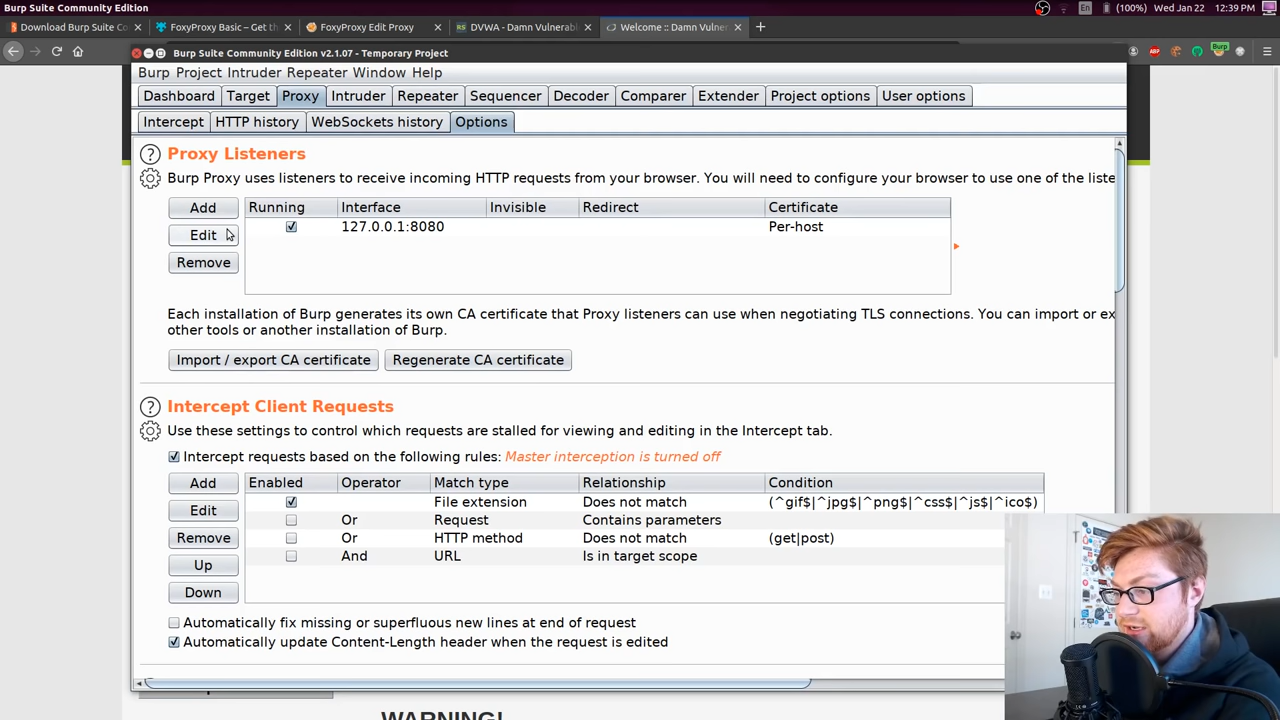 (100%) Wed Jan 22 12:39 PM
Download Burp Suite Co
FoxyProxy Basic – Get th
FoxyProxy Edit Proxy
DVWA - Damn Vulnerabl
Welcome :: Damn Vulner
Burp Suite Community Edition v2.1.07 - Temporary Project
ABP
Burp
Burp Project Intruder Repeater Window Help
Dashboard Target Proxy Intruder Repeater Sequencer Decoder Comparer Extender Project options User options
Intercept HTTP history WebSockets history Options
Proxy Listeners
Burp Proxy uses listeners to receive incoming HTTP requests from your browser. You will need to configure your browser to use one of the liste
Add
Running Interface Invisible Redirect Certificate
Edit
127.0.0.1:8080 Per-host
Remove
Each installation of Burp generates its own CA certificate that Proxy listeners can use when negotiating TLS connections. You can import or ex
other tools or another installation of Burp.
Import / export CA certificate Regenerate CA certificate
Intercept Client Requests
Use these settings to control which requests are stalled for viewing and editing in the Intercept tab.
Intercept requests based on the following rules: Master interception is turned off
Add
Enabled Operator Match type Relationship Condition
Edit
File extension Does not match (^gif$|^jpg$|^png$|^css$|^js$|^ico$)
Or Request Contains parameters
Remove
Or HTTP method Does not match (get|post)
And URL Is in target scope
Up
Down
Automatically fix missing or superfluous new lines at end of request
Automatically update Content-Length header when the request is edited
WARNING!